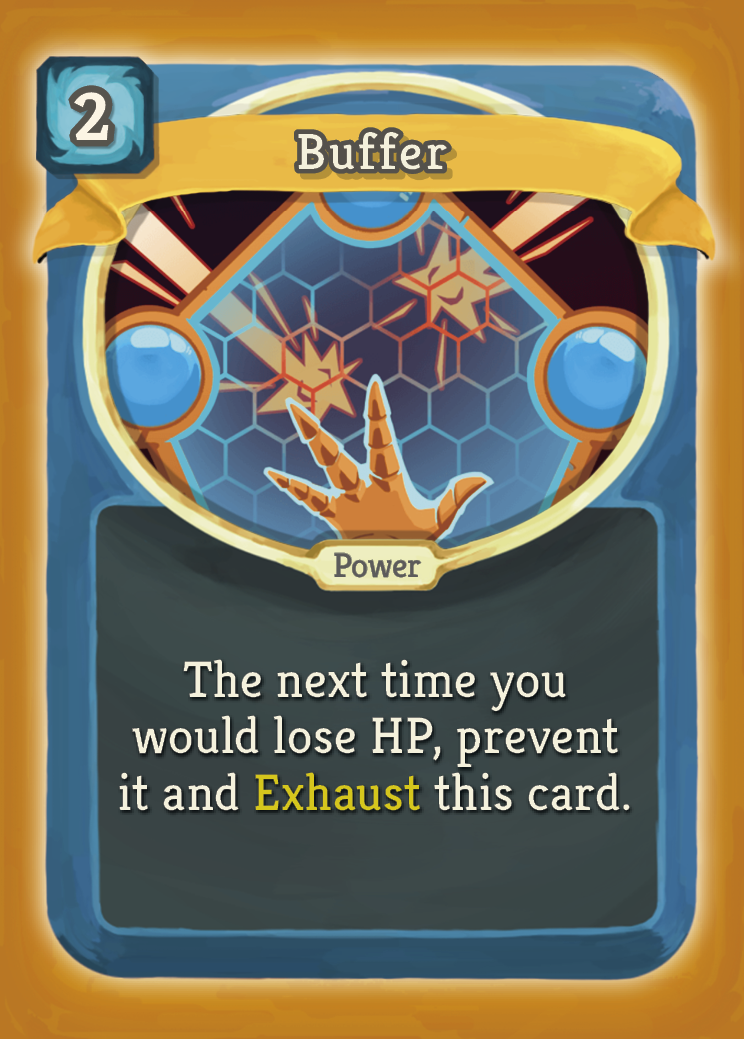 2
Buffer
Power
The next time you
would lose HP, prevent
it and Exhaust this card.